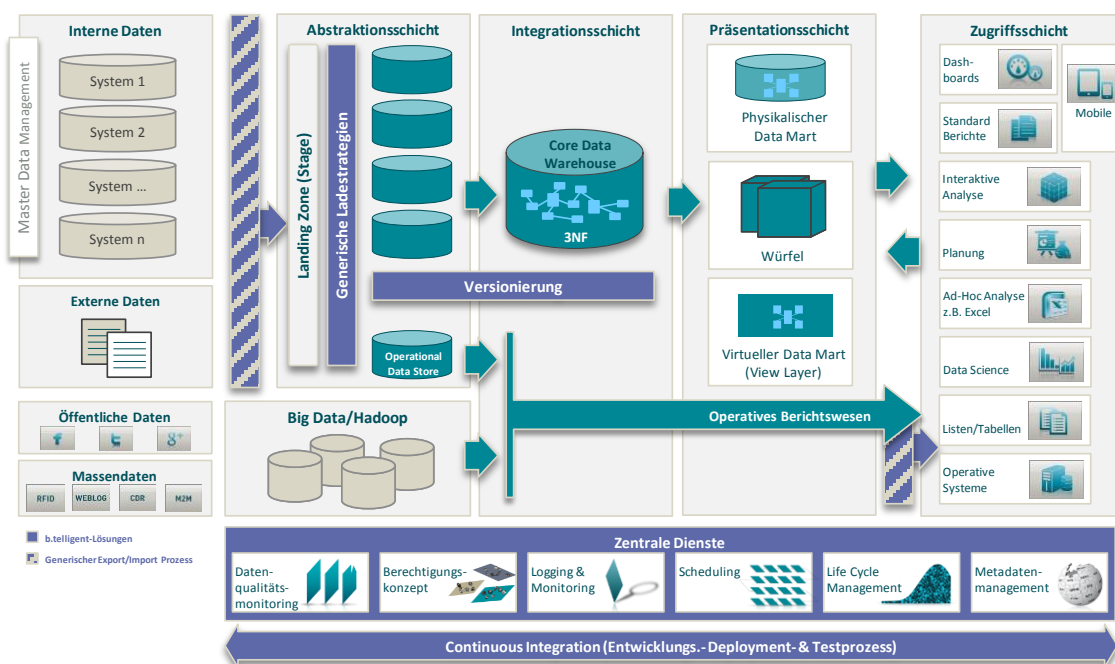 Interne Daten
Master Data Management
System 1
System 2
System ...
System n
Externe Daten
Öffentliche Daten
f
t
g+
Massendaten
RFID
WEBLOG
CDR
M2M
b.telligent-Lösungen
Generischer Export/Import Prozess
Abstraktionsschicht
Landing Zone (Stage)
Generische Ladestrategien
Versionierung
Operational
Data Store
Big Data/Hadoop
Integrationsschicht
Core Data
Warehouse
3NF
Präsentationsschicht
Physikalischer
Data Mart
Würfel
Virtueller Data Mart
(View Layer)
Operatives Berichtswesen
Zugriffsschicht
Dash-
boards
Mobile
Standard
Berichte
Interaktive
Analyse
Planung
Ad-Hoc Analyse
z.B. Excel
Data Science
Listen/Tabellen
Operative
Systeme
Zentrale Dienste
Daten-
qualitäts-
monitoring
Berechtigungs-
konzept
Logging &
Monitoring
Scheduling
Life Cycle
Management
Metadaten-
management
Continuous Integration (Entwicklungs.- Deployment- & Testprozess)